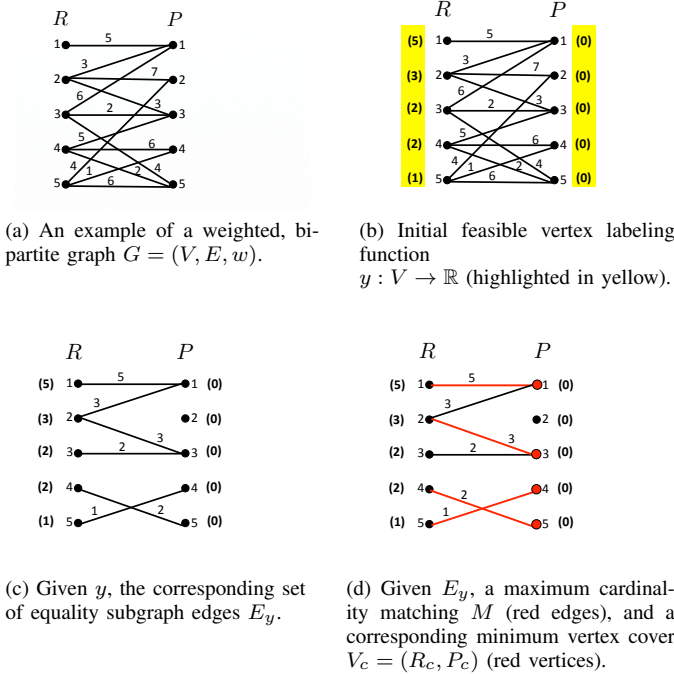 R P
1 5 1
3
2 7 2
6
3 2 3 3
5
4 6 4
4 1 2 4
5 6 5
(a) An example of a weighted, bi-
partite graph G = (V, E, w).
R P
(5) 1 5 1 (0)
3
(3) 2 7 2 (0)
6
(2) 3 2 3 3 (0)
5
(2) 4 6 4 (0)
4 1 2 4
(1) 5 6 5 (0)
(b) Initial feasible vertex labeling
function
y : V → ℝ (highlighted in yellow).
R P
(5) 1 5 1 (0)
3
(3) 2 2 (0)
3
(2) 3 2 3 (0)
(2) 4 4 (0)
1 2
(1) 5 5 (0)
(c) Given y, the corresponding set
of equality subgraph edges E_y.
R P
(5) 1 5 1 (0)
3
(3) 2 2 (0)
3
(2) 3 2 3 (0)
(2) 4 2 4 (0)
1
(1) 5 5 (0)
(d) Given E_y, a maximum cardinal-
ity matching M (red edges), and a
corresponding minimum vertex cover
V_c = (R_c, P_c) (red vertices).